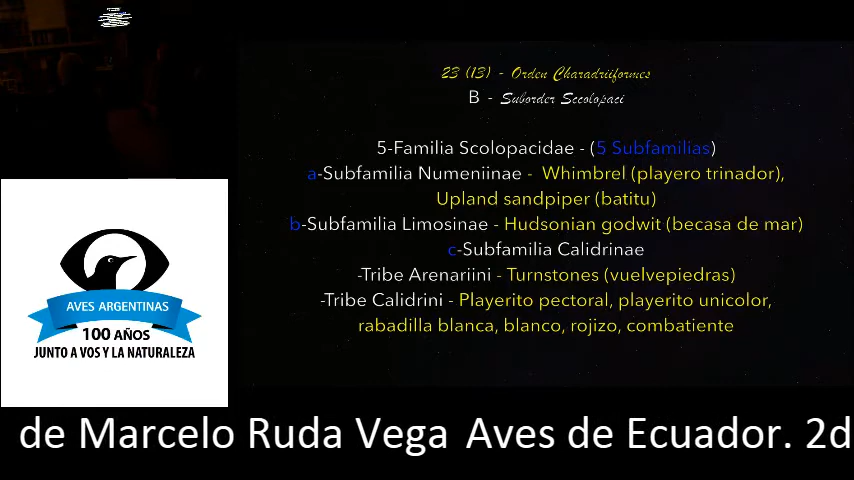 23 (13) - Orden Charadriiformes
B - Suborder Sccolopaci
5-Familia Scolopacidae - (5 Subfamilias)
a-Subfamilia Numeniinae - Whimbrel (playero trinador),
Upland sandpiper (batitu)
b-Subfamilia Limosinae - Hudsonian godwit (becasa de mar)
c-Subfamilia Calidrinae
-Tribe Arenariini - Turnstones (vuelvepiedras)
-Tribe Calidrini - Playerito pectoral, playerito unicolor,
rabadilla blanca, blanco, rojizo, combatiente
AVES ARGENTINAS
100 AÑOS
JUNTO A VOS Y LA NATURALEZA
de Marcelo Ruda Vega Aves de Ecuador. 2d